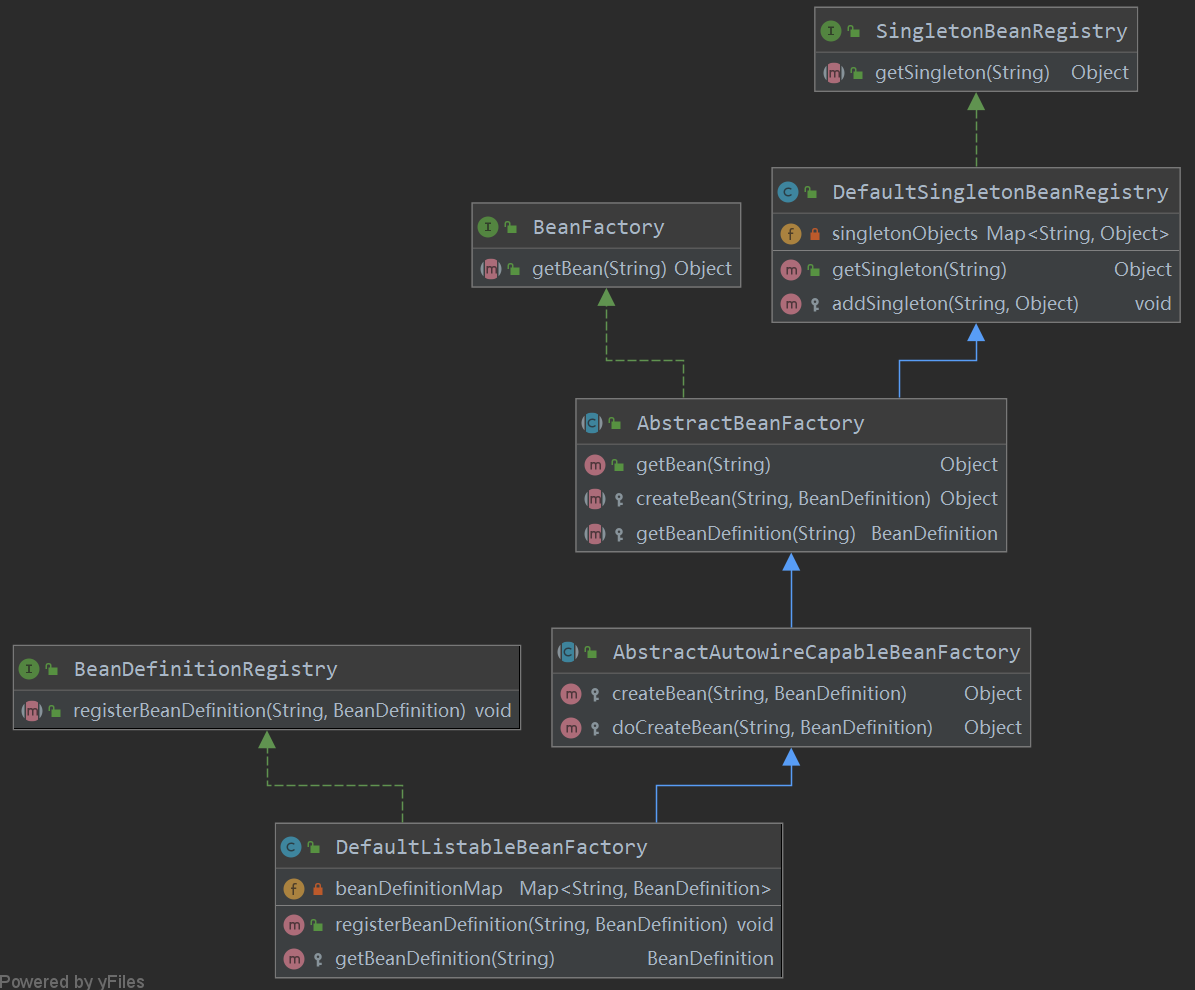 SingletonBeanRegistry
getSingleton(String) Object
DefaultSingletonBeanRegistry
singletonObjects Map<String, Object>
getSingleton(String) Object
addSingleton(String, Object) void
BeanFactory
getBean(String) Object
AbstractBeanFactory
getBean(String) Object
createBean(String, BeanDefinition) Object
getBeanDefinition(String) BeanDefinition
AbstractAutowireCapableBeanFactory
createBean(String, BeanDefinition) Object
doCreateBean(String, BeanDefinition) Object
BeanDefinitionRegistry
registerBeanDefinition(String, BeanDefinition) void
DefaultListableBeanFactory
beanDefinitionMap Map<String, BeanDefinition>
registerBeanDefinition(String, BeanDefinition) void
getBeanDefinition(String) BeanDefinition
Powered by yFiles